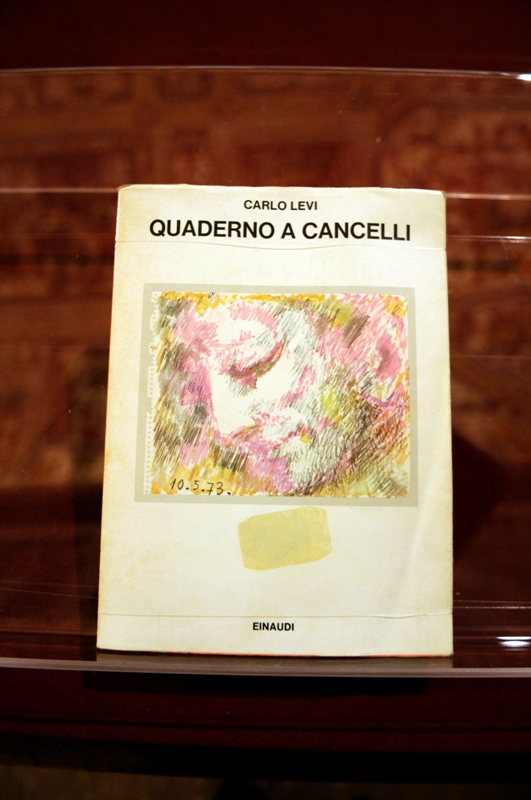 CARLO LEVI
QUADERNO A CANCELLI
10.5.73.
EINAUDI